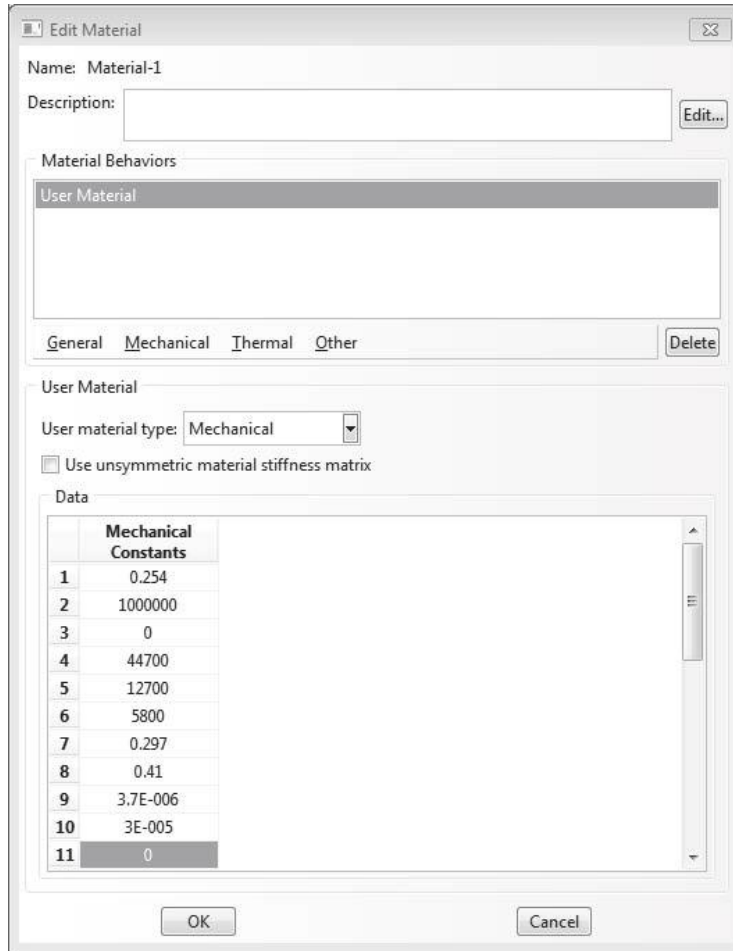 Edit Material
Name: Material-1
Description:
Edit...
Material Behaviors
User Material
General Mechanical Thermal Other Delete
User Material
User material type: Mechanical
Use unsymmetric material stiffness matrix
Data
Mechanical
Constants
1 0.254
2 1000000
3 0
4 44700
5 12700
6 5800
7 0.297
8 0.41
9 3.7E-006
10 3E-005
11 0
OK Cancel